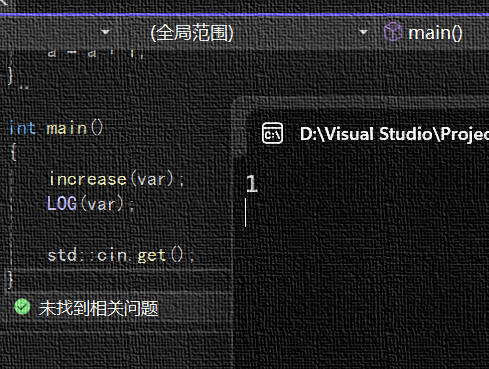 (全局范围) main()
}
int main()
{
increase(var);
LOG(var);
std::cin.get();
}
未找到相关问题
D:\Visual Studio\Projec
1